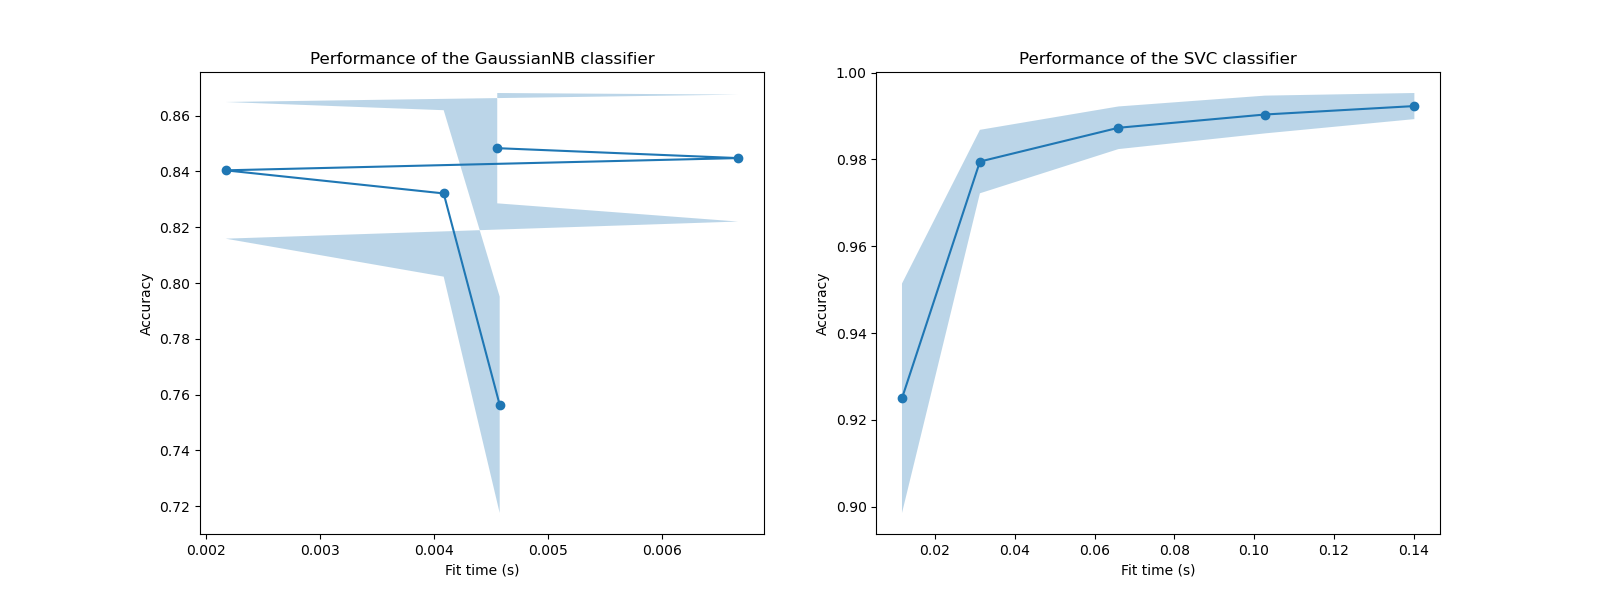 Performance of the GaussianNB classifier
Accuracy
0.86
0.84
0.82
0.80
0.78
0.76
0.74
0.72
0.002 0.003 0.004 0.005 0.006
Fit time (s)
Performance of the SVC classifier
Accuracy
1.00
0.98
0.96
0.94
0.92
0.90
0.02 0.04 0.06 0.08 0.10 0.12 0.14
Fit time (s)